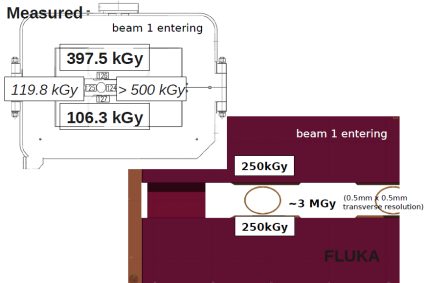 Measured
beam 1 entering
397.5 kGy
119.8 kGy
> 500 kGy
106.3 kGy
beam 1 entering
250kGy
~3 MGy
(0.5mm x 0.5mm
transverse resolution)
250kGy
FLUKA